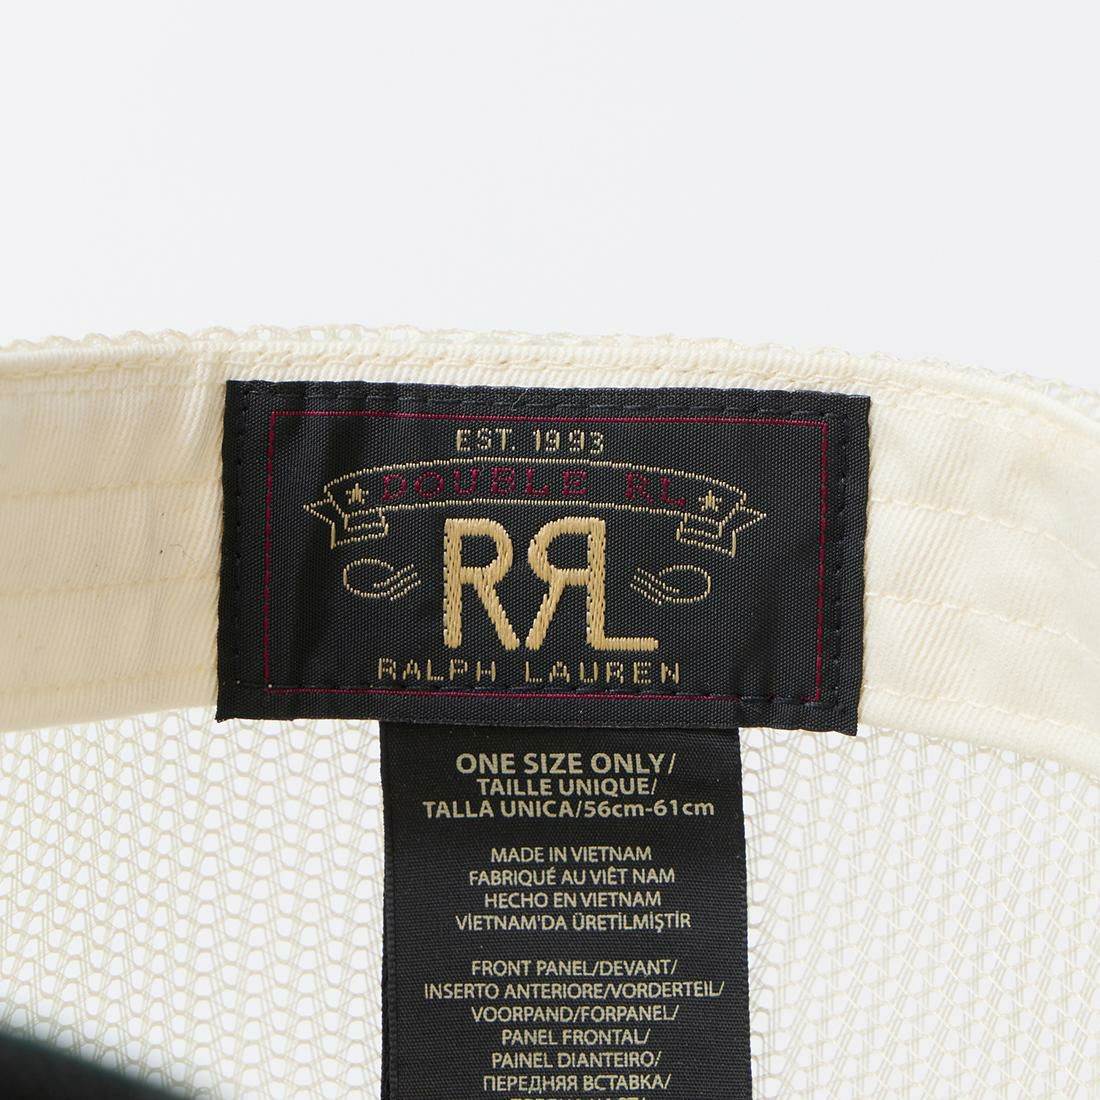 EST. 1993
DOUBLE RL
RRL
RALPH LAUREN
ONE SIZE ONLY/
TAILLE UNIQUE/
TALLA UNICA/56cm-61cm
MADE IN VIETNAM
FABRIQUÉ AU VIÊT NAM
HECHO EN VIETNAM
VİETNAM'DA ÜRETİLMİŞTİR
FRONT PANEL/DEVANT/
INSERTO ANTERIORE/VORDERTEIL/
VOORPAND/FORPANEL/
PANEL FRONTAL/
PAINEL DIANTEIRO/
ПЕРЕДНЯЯ ВСТАВКА/